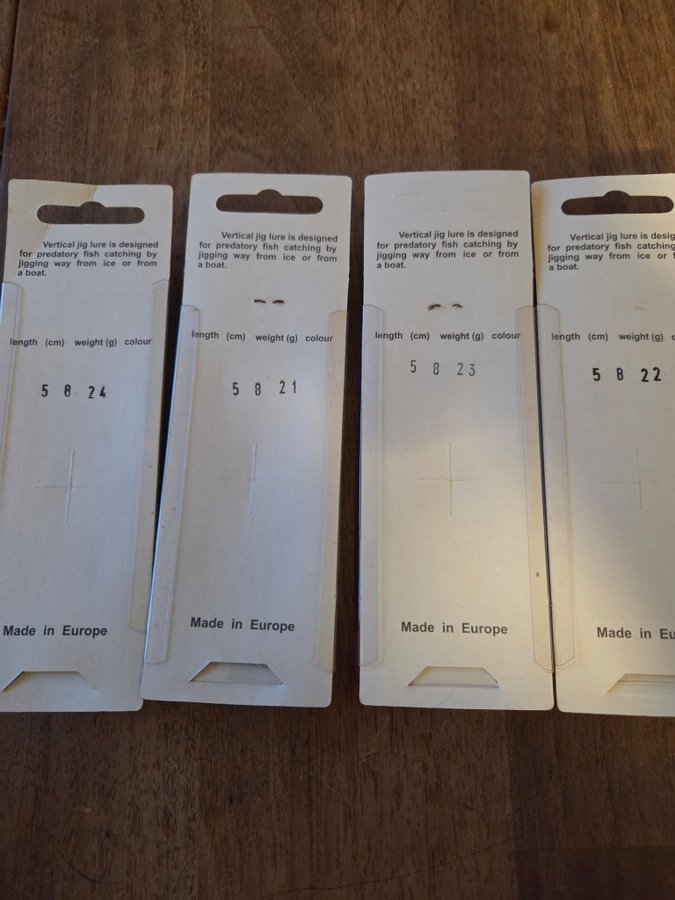 Vertical jig lure is designed
for predatory fish catching by
jigging way from ice or from
a boat.
length (cm) weight (g) colour
5 8 24
Made in Europe
Vertical jig lure is designed
for predatory fish catching by
jigging way from ice or from
a boat.
length (cm) weight (g) colour
5 8 21
Made in Europe
Vertical jig lure is designed
for predatory fish catching by
jigging way from ice or from
a boat.
length (cm) weight (g) colour
5 8 23
Made in Europe
Vertical jig lure is desig
for predatory fish catching
jigging way from ice or f
a boat.
length (cm) weight (g) c
5 8 22
Made in Eu